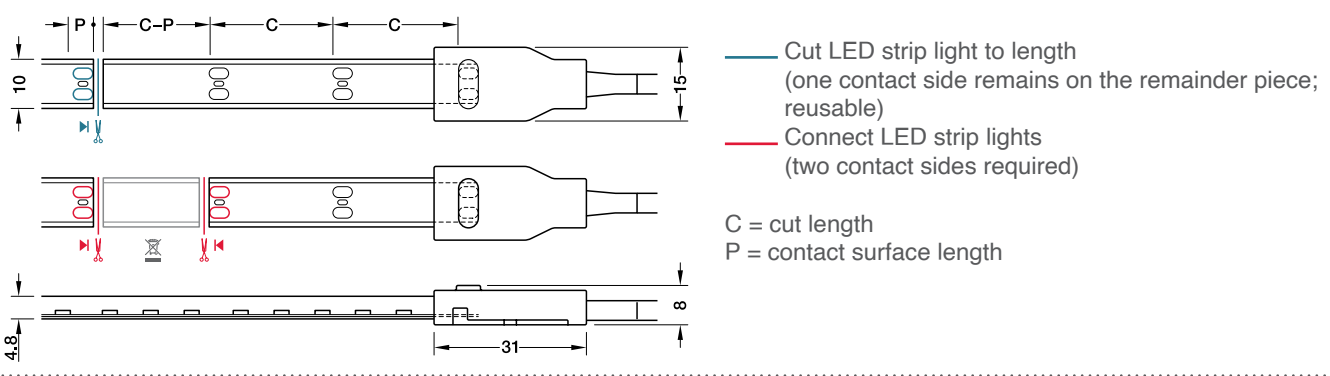 P
C–P
C
C
10
15
Cut LED strip light to length
(one contact side remains on the remainder piece;
reusable)
Connect LED strip lights
(two contact sides required)
C = cut length
P = contact surface length
8
4.8
31